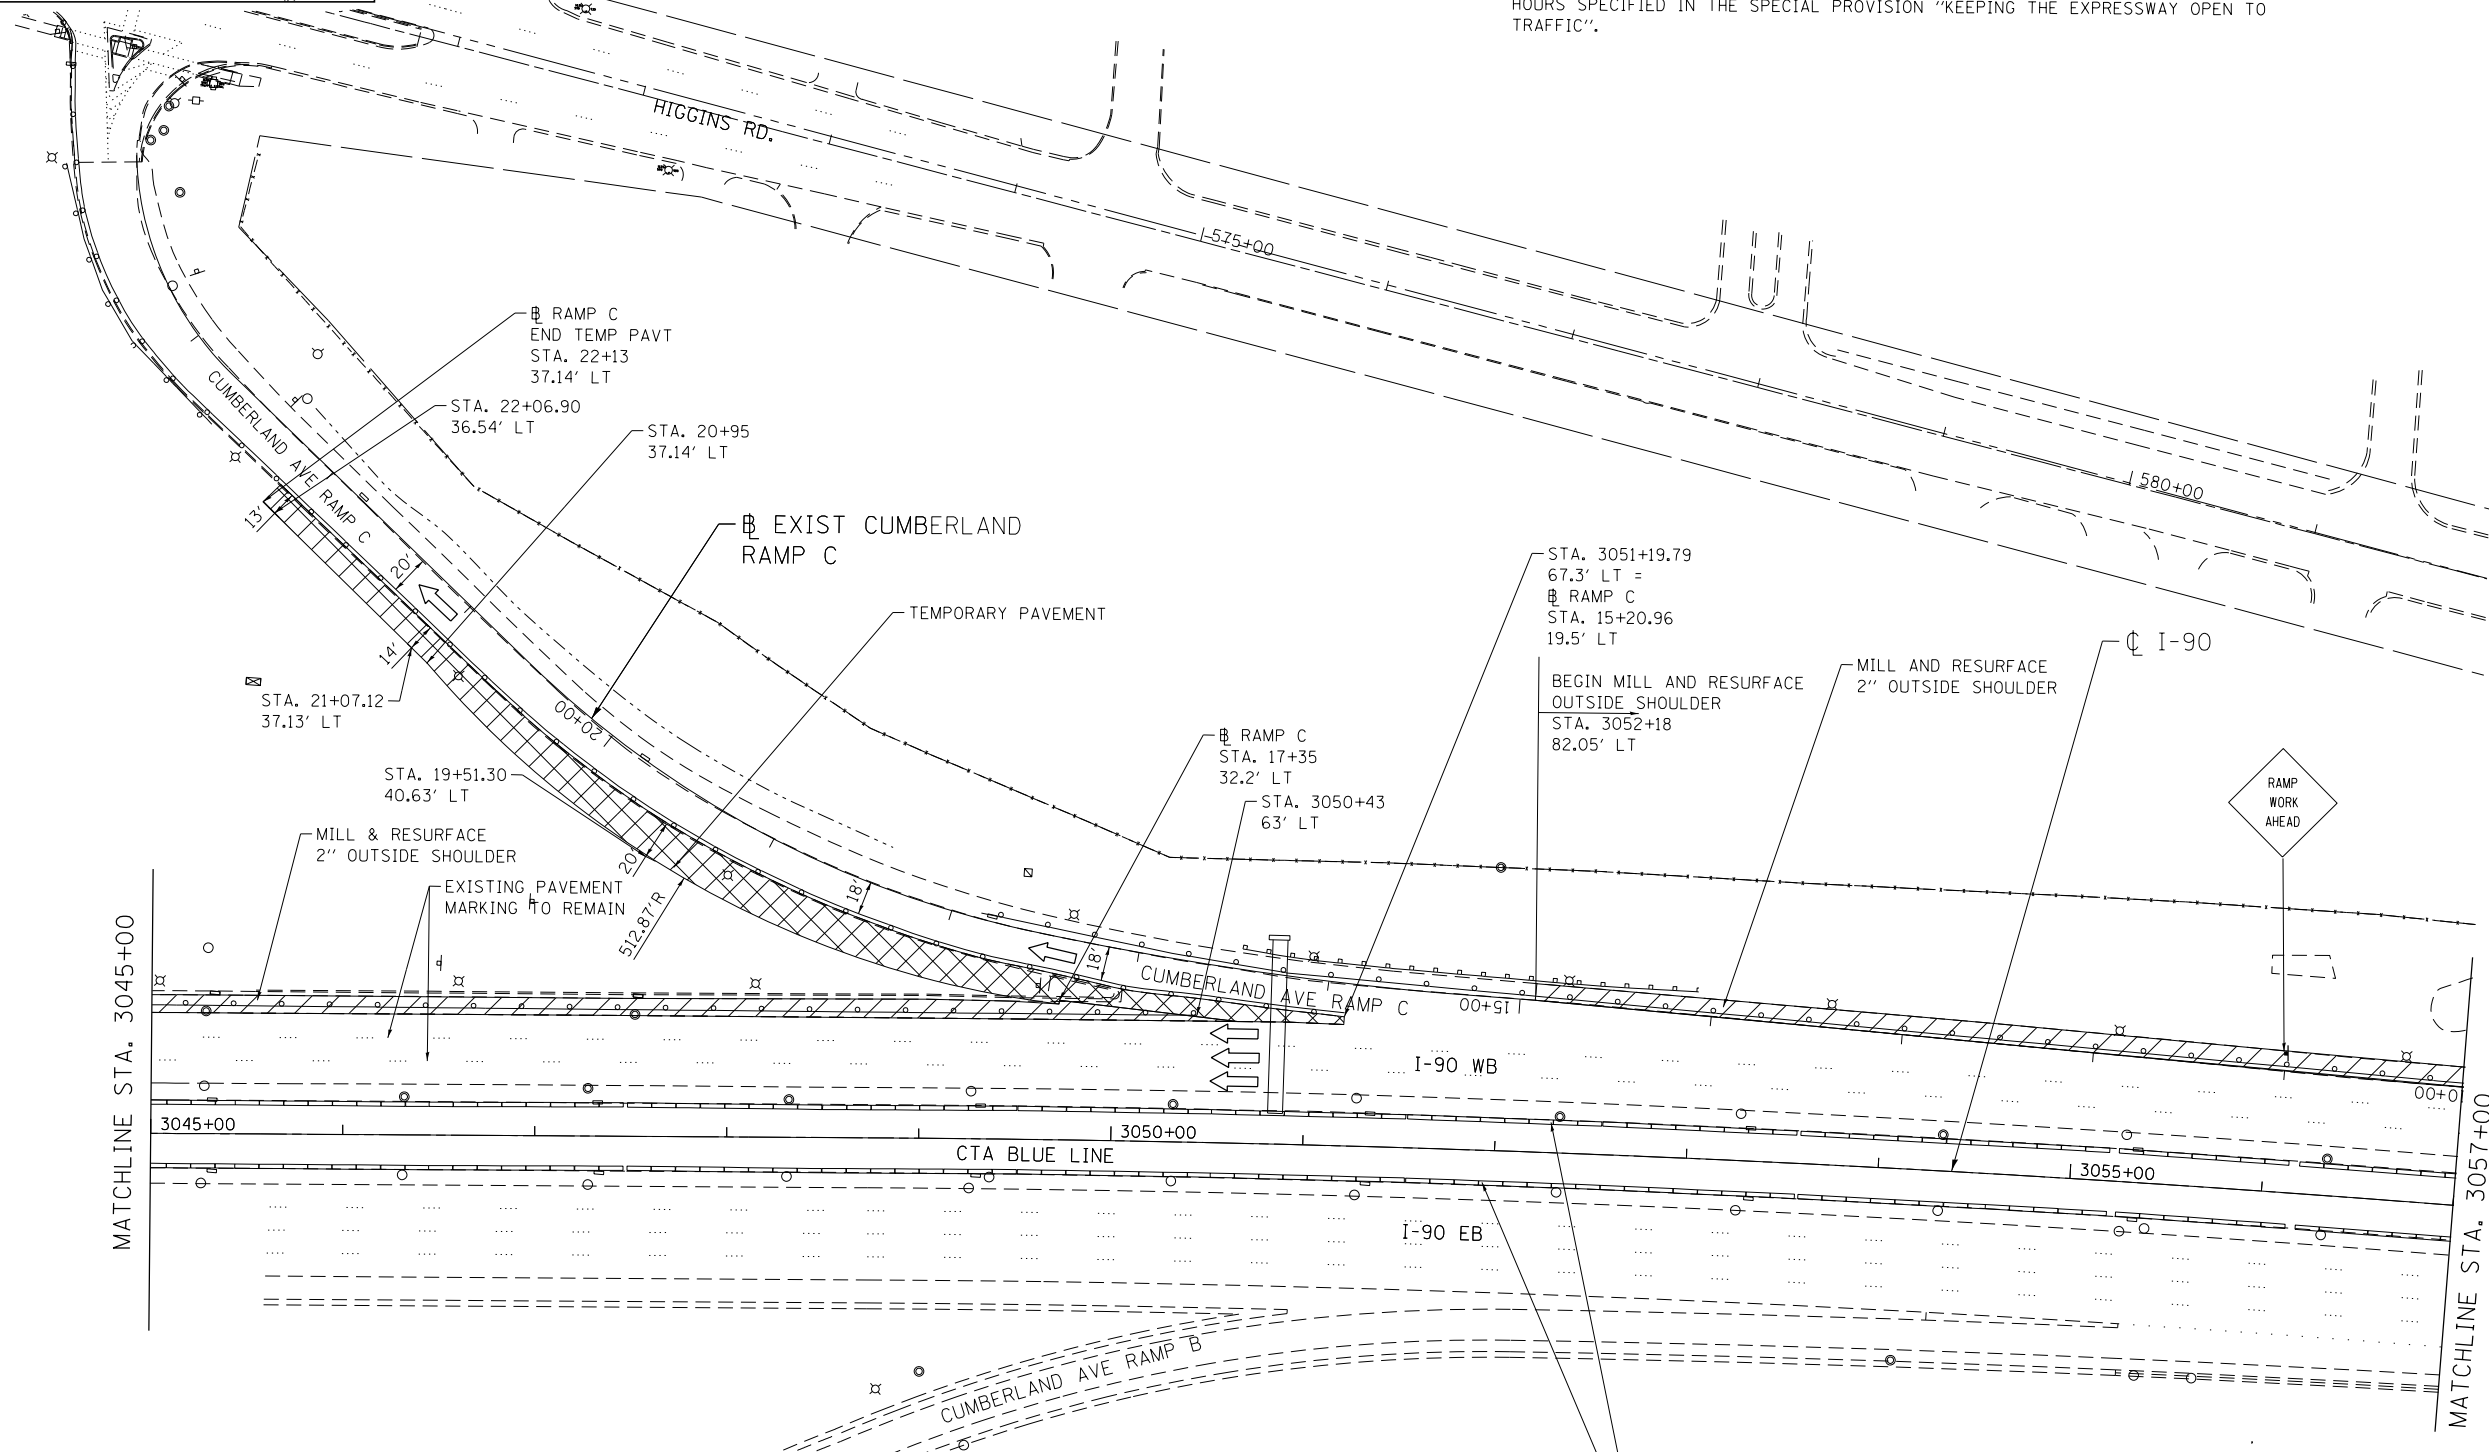 HOURS SPECIFIED IN THE SPECIAL PROVISION "KEEPING THE EXPRESSWAY OPEN TO
TRAFFIC".
HIGGINS RD.
575+00
580+00
℄ RAMP C
END TEMP PAVT
STA. 22+13
37.14' LT
STA. 22+06.90
36.54' LT
STA. 20+95
37.14' LT
CUMBERLAND AVE RAMP C
13'
20'
14'
STA. 21+07.12
37.13' LT
℄ EXIST CUMBERLAND
RAMP C
TEMPORARY PAVEMENT
STA. 3051+19.79
67.3' LT =
℄ RAMP C
STA. 15+20.96
19.5' LT
℄ I-90
BEGIN MILL AND RESURFACE
OUTSIDE SHOULDER
STA. 3052+18
82.05' LT
MILL AND RESURFACE
2" OUTSIDE SHOULDER
20+00
℄ RAMP C
STA. 17+35
32.2' LT
STA. 3050+43
63' LT
STA. 19+51.30
40.63' LT
RAMP
WORK
AHEAD
MILL & RESURFACE
2" OUTSIDE SHOULDER
EXISTING PAVEMENT
MARKING TO REMAIN
20'
18'
512.87'R
18'
CUMBERLAND AVE RAMP C
15+00
I-90 WB
10+00
MATCHLINE STA. 3045+00
3045+00
3050+00
3055+00
CTA BLUE LINE
I-90 EB
CUMBERLAND AVE RAMP B
MATCHLINE STA. 3057+00